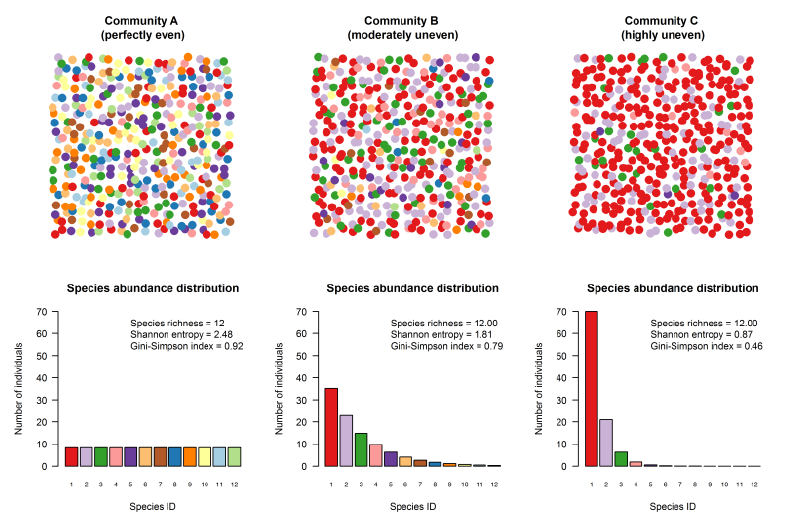 Community A
(perfectly even)
Community B
(moderately uneven)
Community C
(highly uneven)
Species abundance distribution
Number of individuals
70
60
50
40
30
20
10
0
Species richness = 12
Shannon entropy = 2.48
Gini-Simpson index = 0.92
1 2 3 4 5 6 7 8 9 10 11 12
Species ID
Species abundance distribution
Number of individuals
70
60
50
40
30
20
10
0
Species richness = 12.00
Shannon entropy = 1.81
Gini-Simpson index = 0.79
1 2 3 4 5 6 7 8 9 10 11 12
Species ID
Species abundance distribution
Number of individuals
70
60
50
40
30
20
10
0
Species richness = 12.00
Shannon entropy = 0.87
Gini-Simpson index = 0.46
1 2 3 4 5 6 7 8 9 10 11 12
Species ID